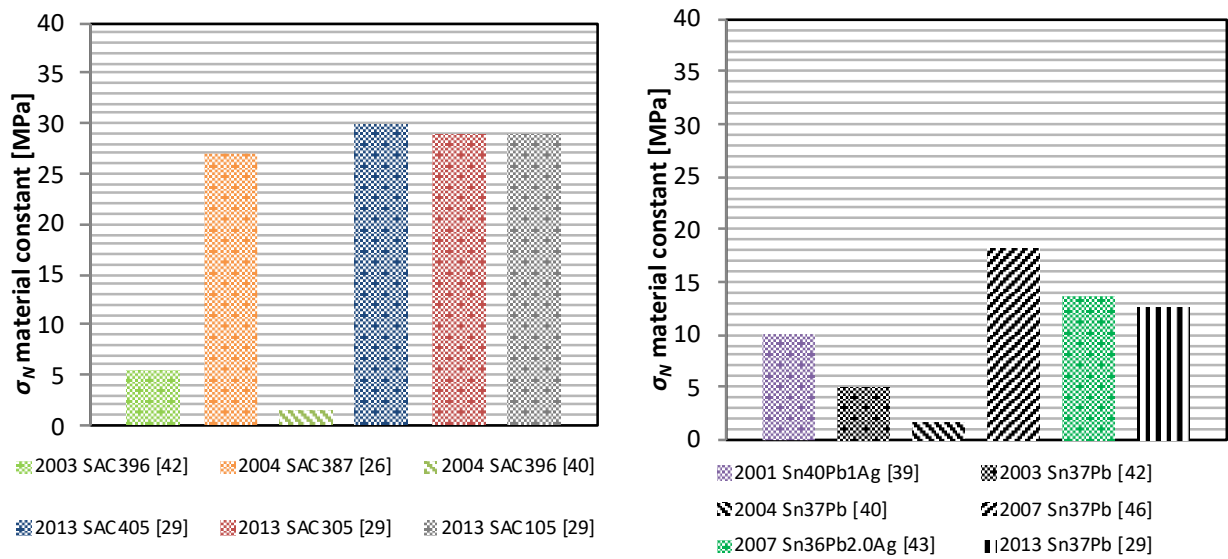 σN material constant [MPa]
40
35
30
25
20
15
10
5
0
2003 SAC396 [42] 2004 SAC387 [26] 2004 SAC396 [40]
2013 SAC405 [29] 2013 SAC305 [29] 2013 SAC105 [29]
σN material constant [MPa]
40
35
30
25
20
15
10
5
0
2001 Sn40Pb1Ag [39] 2003 Sn37Pb [42]
2004 Sn37Pb [40] 2007 Sn37Pb [46]
2007 Sn36Pb2.0Ag [43] 2013 Sn37Pb [29]